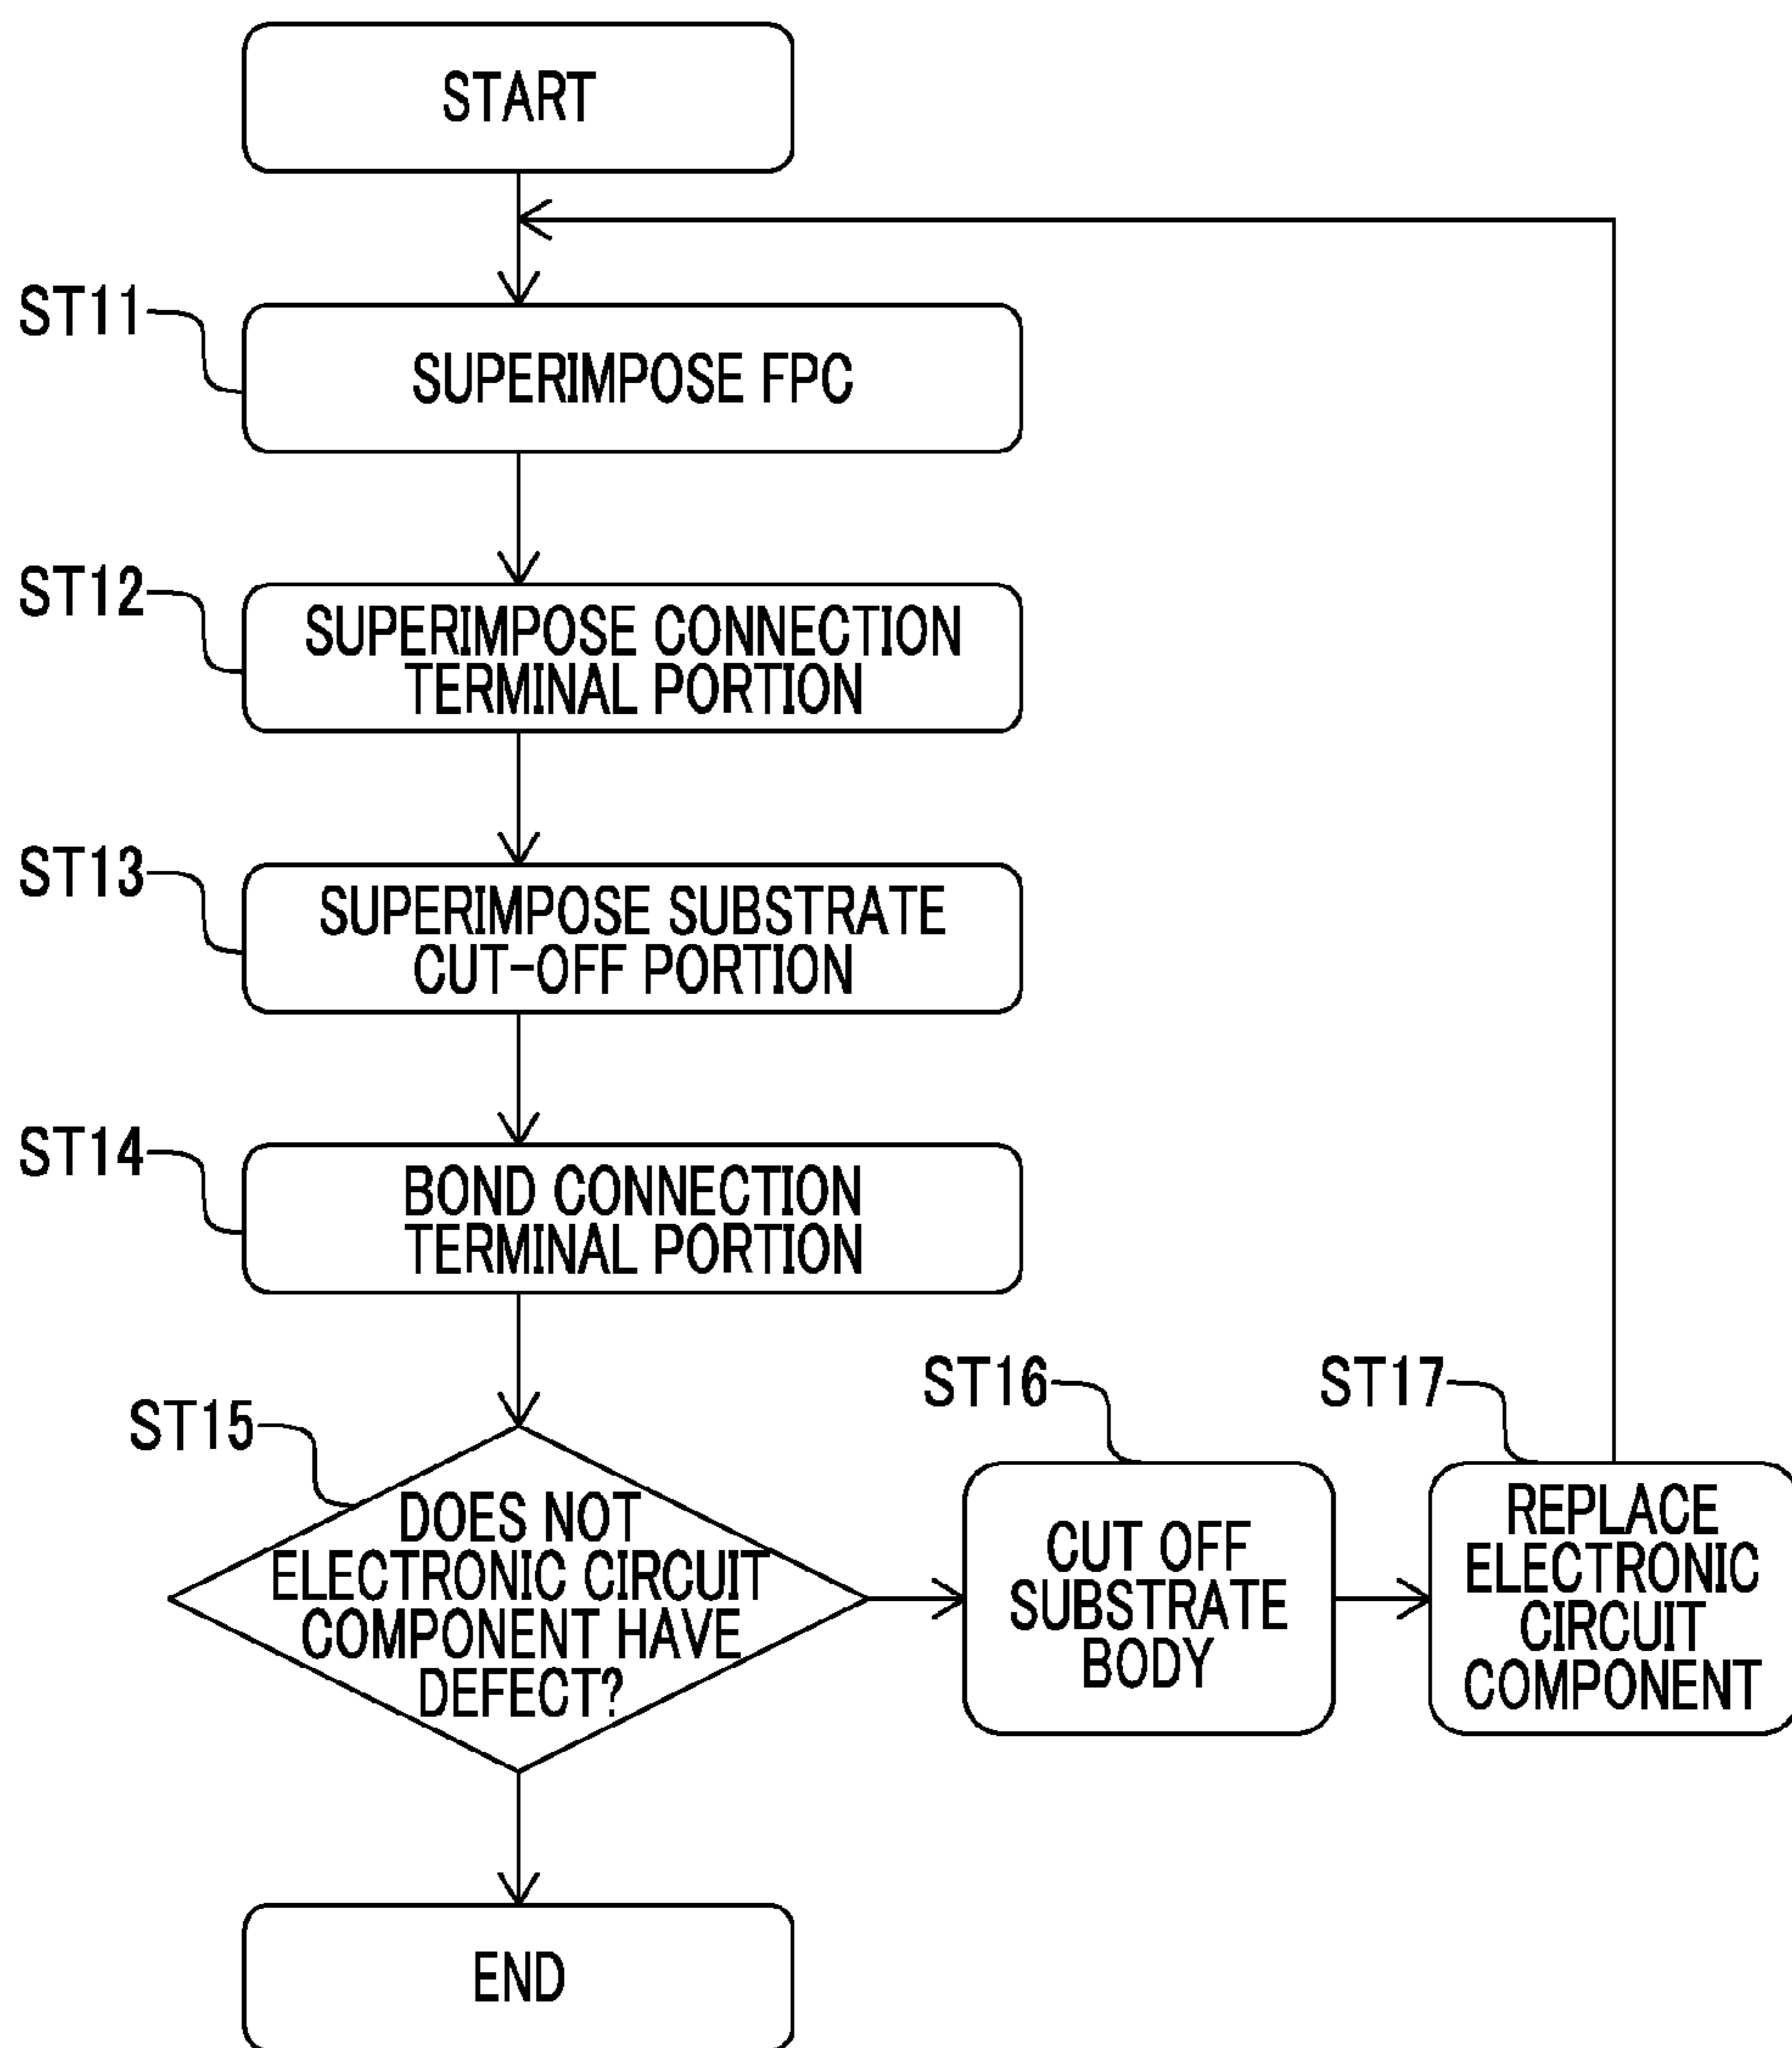 START
ST11
SUPERIMPOSE FPC
ST12
SUPERIMPOSE CONNECTION
TERMINAL PORTION
ST13
SUPERIMPOSE SUBSTRATE
CUT-OFF PORTION
ST14
BOND CONNECTION
TERMINAL PORTION
ST15
DOES NOT
ELECTRONIC CIRCUIT
COMPONENT HAVE
DEFECT?
ST16
CUT OFF
SUBSTRATE
BODY
ST17
REPLACE
ELECTRONIC
CIRCUIT
COMPONENT
END